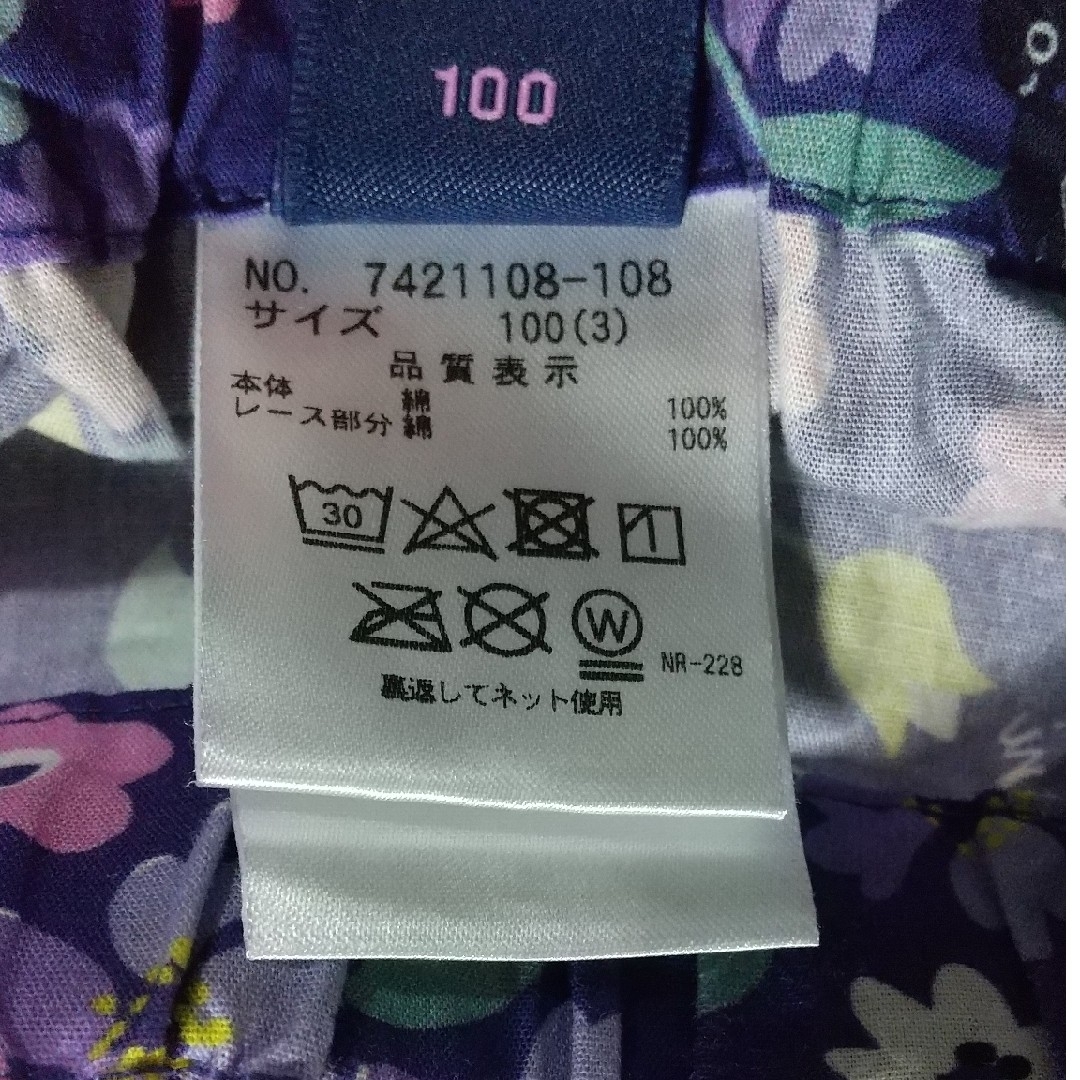 100
NO. 7421108-108
サイズ 100(3)
品質表示
本体 綿 100%
レース部分 綿 100%
30
W
NR-228
裏返してネット使用